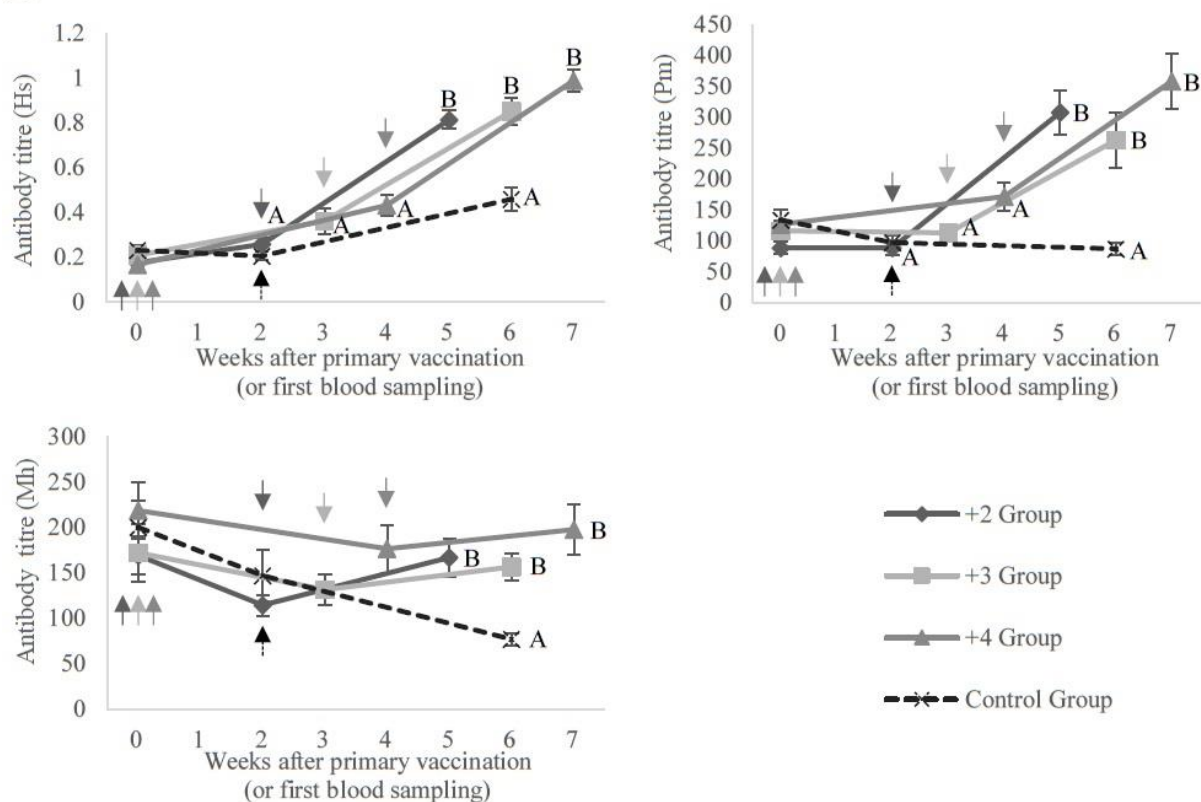 Antibody titre (Hs)
1.2
1
0.8
0.6
0.4
0.2
0
A
A
A
A
B
B
B
0 1 2 3 4 5 6 7
Weeks after primary vaccination
(or first blood sampling)
Antibody titre (Pm)
450
400
350
300
250
200
150
100
50
0
A
A
A
A
B
B
B
0 1 2 3 4 5 6 7
Weeks after primary vaccination
(or first blood sampling)
Antibody titre (Mh)
300
250
200
150
100
50
0
B
B
B
A
0 1 2 3 4 5 6 7
Weeks after primary vaccination
(or first blood sampling)
+2 Group
+3 Group
+4 Group
Control Group